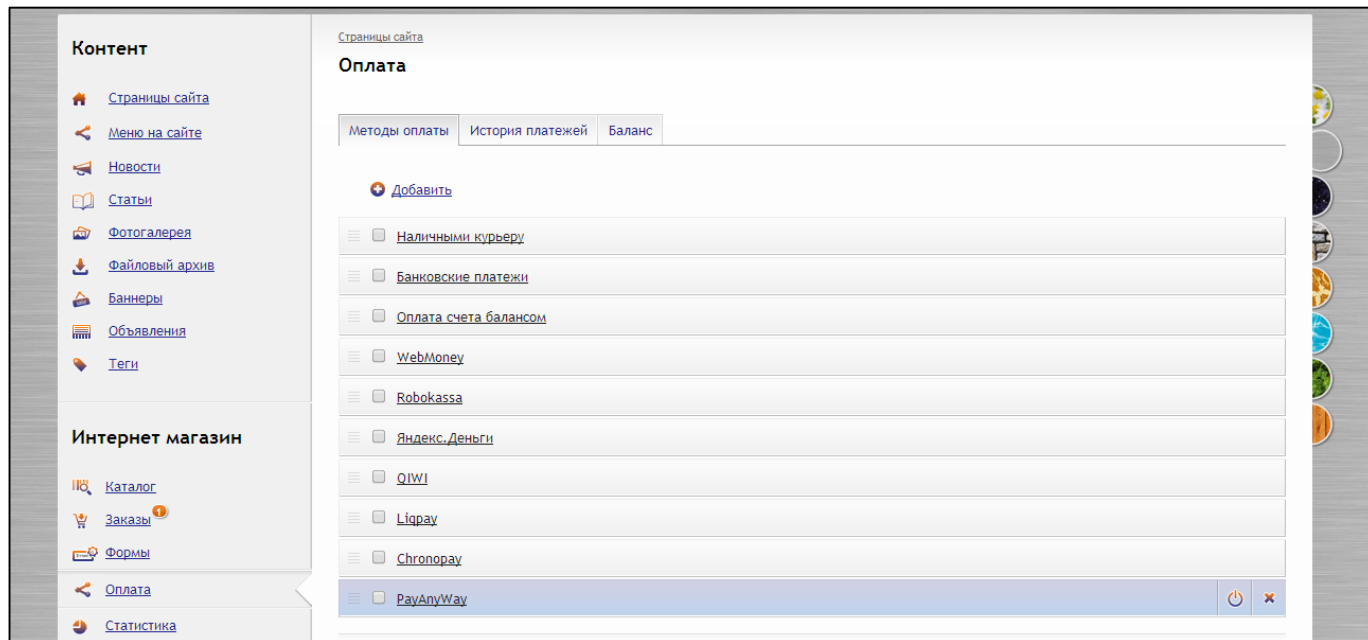 Контент
Страницы сайта
Меню на сайте
Новости
Статьи
Фотогалерея
Файловый архив
Баннеры
Объявления
Теги
Интернет магазин
Каталог
Заказы 1
Формы
Оплата
Статистика
Страницы сайта
Оплата
Методы оплаты История платежей Баланс
Добавить
Наличными курьеру
Банковские платежи
Оплата счета балансом
WebMoney
Robokassa
Яндекс.Деньги
QIWI
Liqpay
Chronopay
PayAnyWay